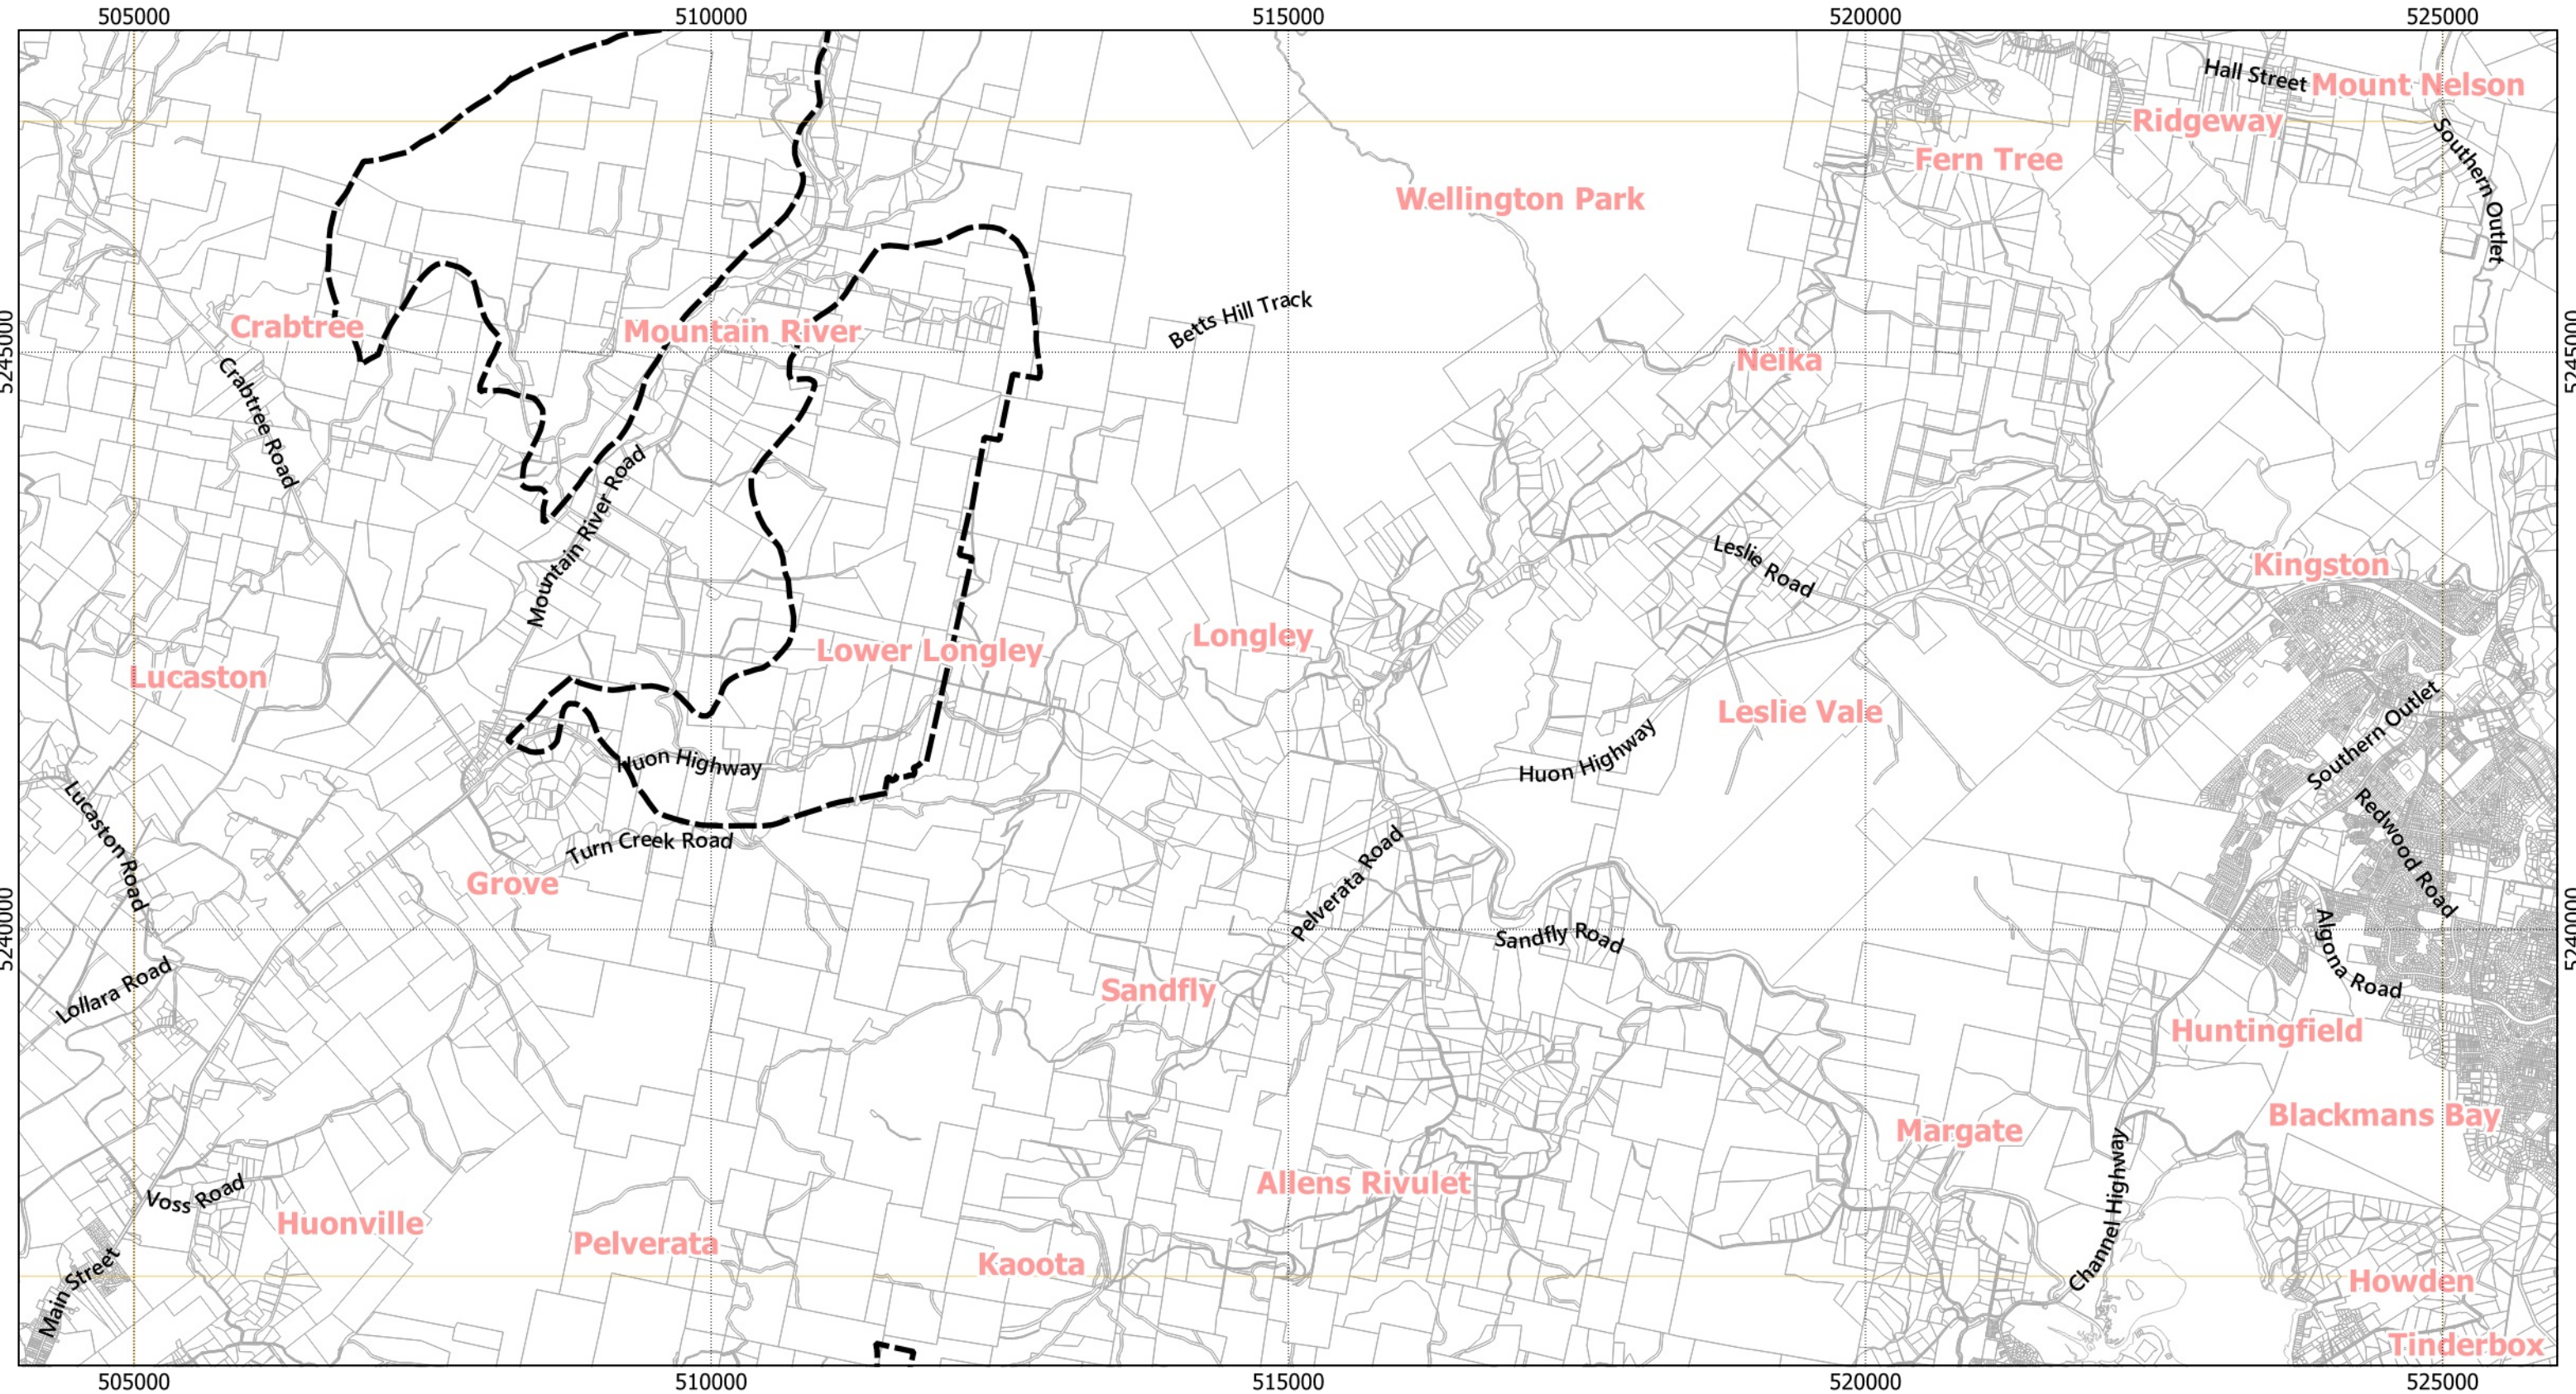 505000 510000 515000 520000 525000
Hall Street
Mount Nelson
Ridgeway
Southern Outlet
Fern Tree
Wellington Park
Betts Hill Track
Crabtree
Mountain River
5245000
5245000
Neika
Crabtree Road
Mountain River Road
Leslie Road
Kingston
Longley
Lower Longley
Lucaston
Leslie Vale
Southern Outlet
Huon Highway
Huon Highway
Lucaston Road
Redwood Road
Turn Creek Road
Pelverata Road
Grove
5240000
5240000
Sandfly Road
Algona Road
Lollara Road
Sandfly
Huntingfield
Blackmans Bay
Margate
Channel Highway
Voss Road
Allens Rivulet
Huonville
Pelverata
Kaoota
Main Street
Howden
Tinderbox
505000 510000 515000 520000 525000